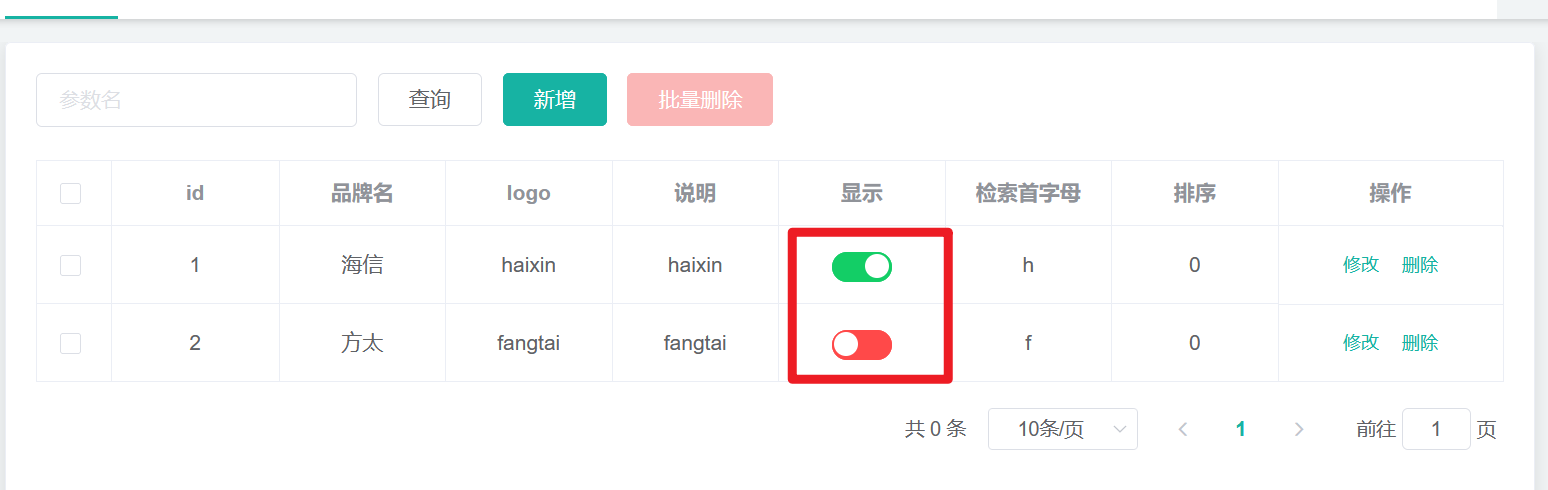 参数名 查询 新增 批量删除
id 品牌名 logo 说明 显示 检索首字母 排序 操作
1 海信 haixin haixin h 0 修改 删除
2 方太 fangtai fangtai f 0 修改 删除
共 0 条 10条/页 1 前往 1 页